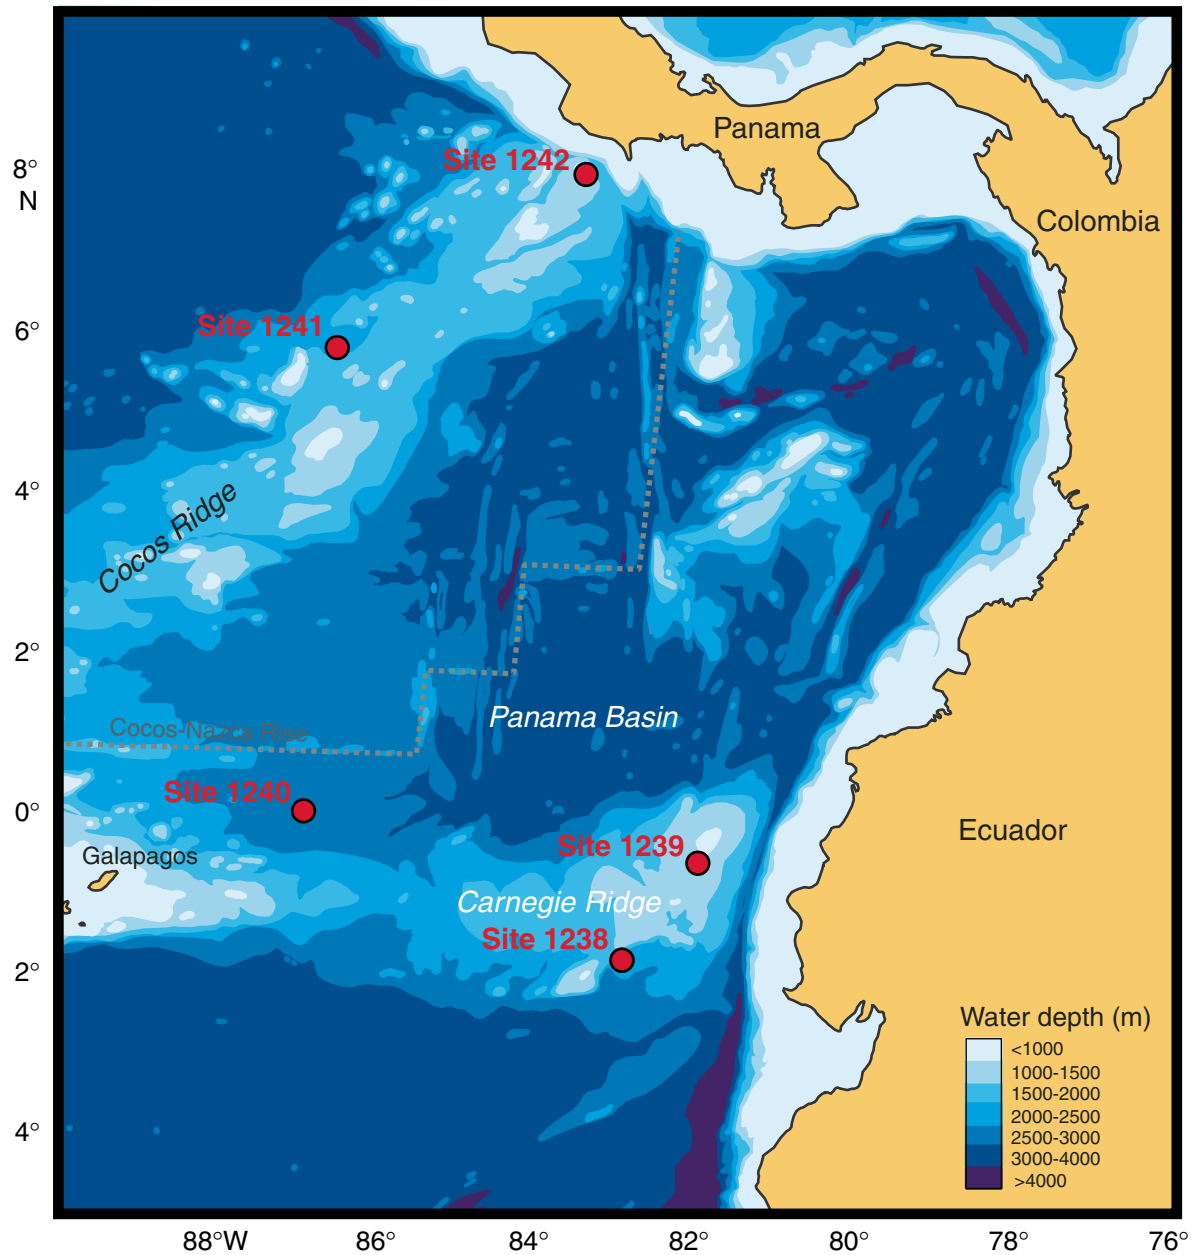 Panama
Site 1242
8°
N
Colombia
Site 1241
6°
4°
Cocos Ridge
2°
Panama Basin
Cocos-Nazca Rise
Site 1240
0°
Site 1239
Ecuador
Galapagos
Carnegie Ridge
Site 1238
2°
Water depth (m)
<1000
1000-1500
1500-2000
2000-2500
2500-3000
3000-4000
>4000
4°
88°W 86° 84° 82° 80° 78° 76°